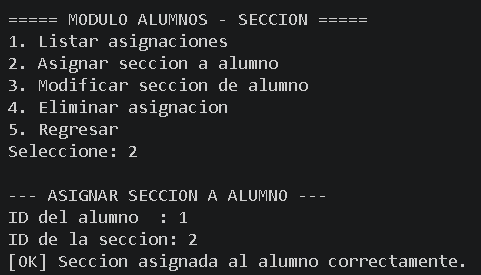 ===== MODULO ALUMNOS - SECCION =====
1. Listar asignaciones
2. Asignar seccion a alumno
3. Modificar seccion de alumno
4. Eliminar asignacion
5. Regresar
Seleccione: 2
--- ASIGNAR SECCION A ALUMNO ---
ID del alumno  : 1
ID de la seccion: 2
[OK] Seccion asignada al alumno correctamente.